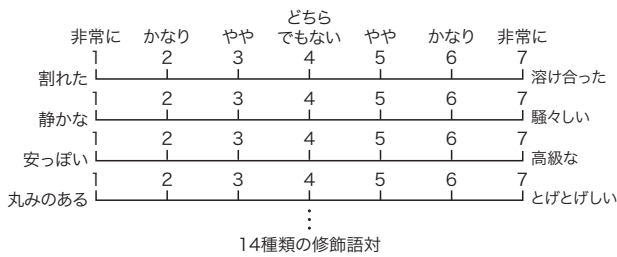 どちら
非常に かなり やや でもない やや かなり 非常に
1 2 3 4 5 6 7
割れた 溶け合った
1 2 3 4 5 6 7
静かな 騒々しい
1 2 3 4 5 6 7
安っぽい 高級な
1 2 3 4 5 6 7
丸みのある とげとげしい
14種類の修飾語対